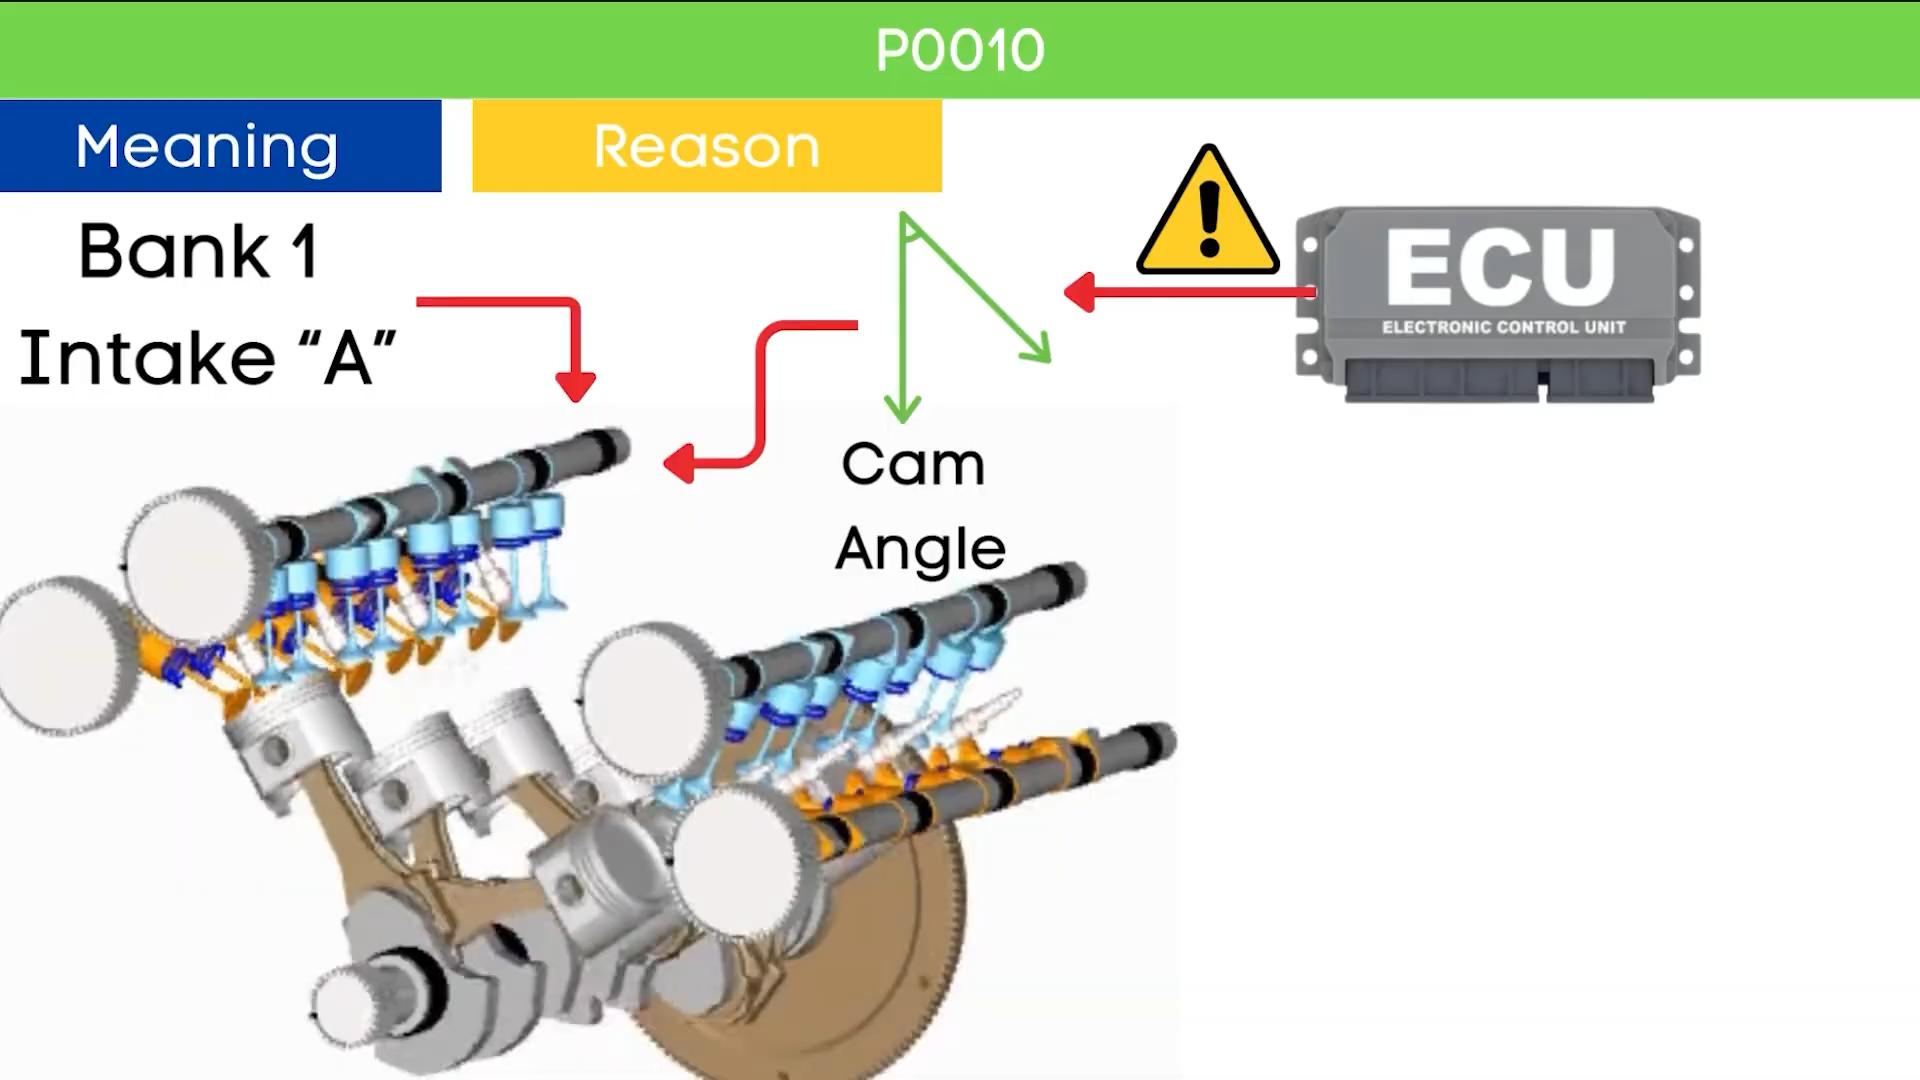 P0010
Meaning
Reason
Bank 1
Intake “A”
ECU
ELECTRONIC CONTROL UNIT
Cam
Angle